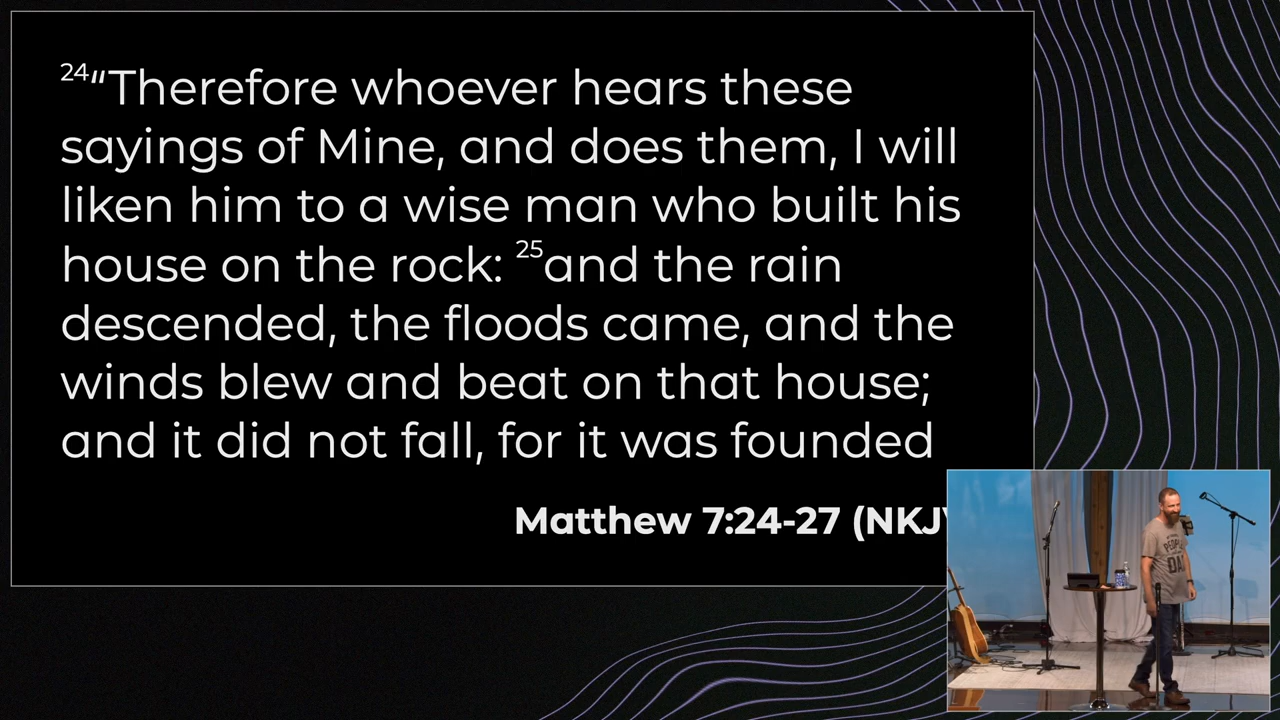 24“Therefore whoever hears these
sayings of Mine, and does them, I will
liken him to a wise man who built his
house on the rock: 25and the rain
descended, the floods came, and the
winds blew and beat on that house;
and it did not fall, for it was founded
Matthew 7:24-27 (NKJ